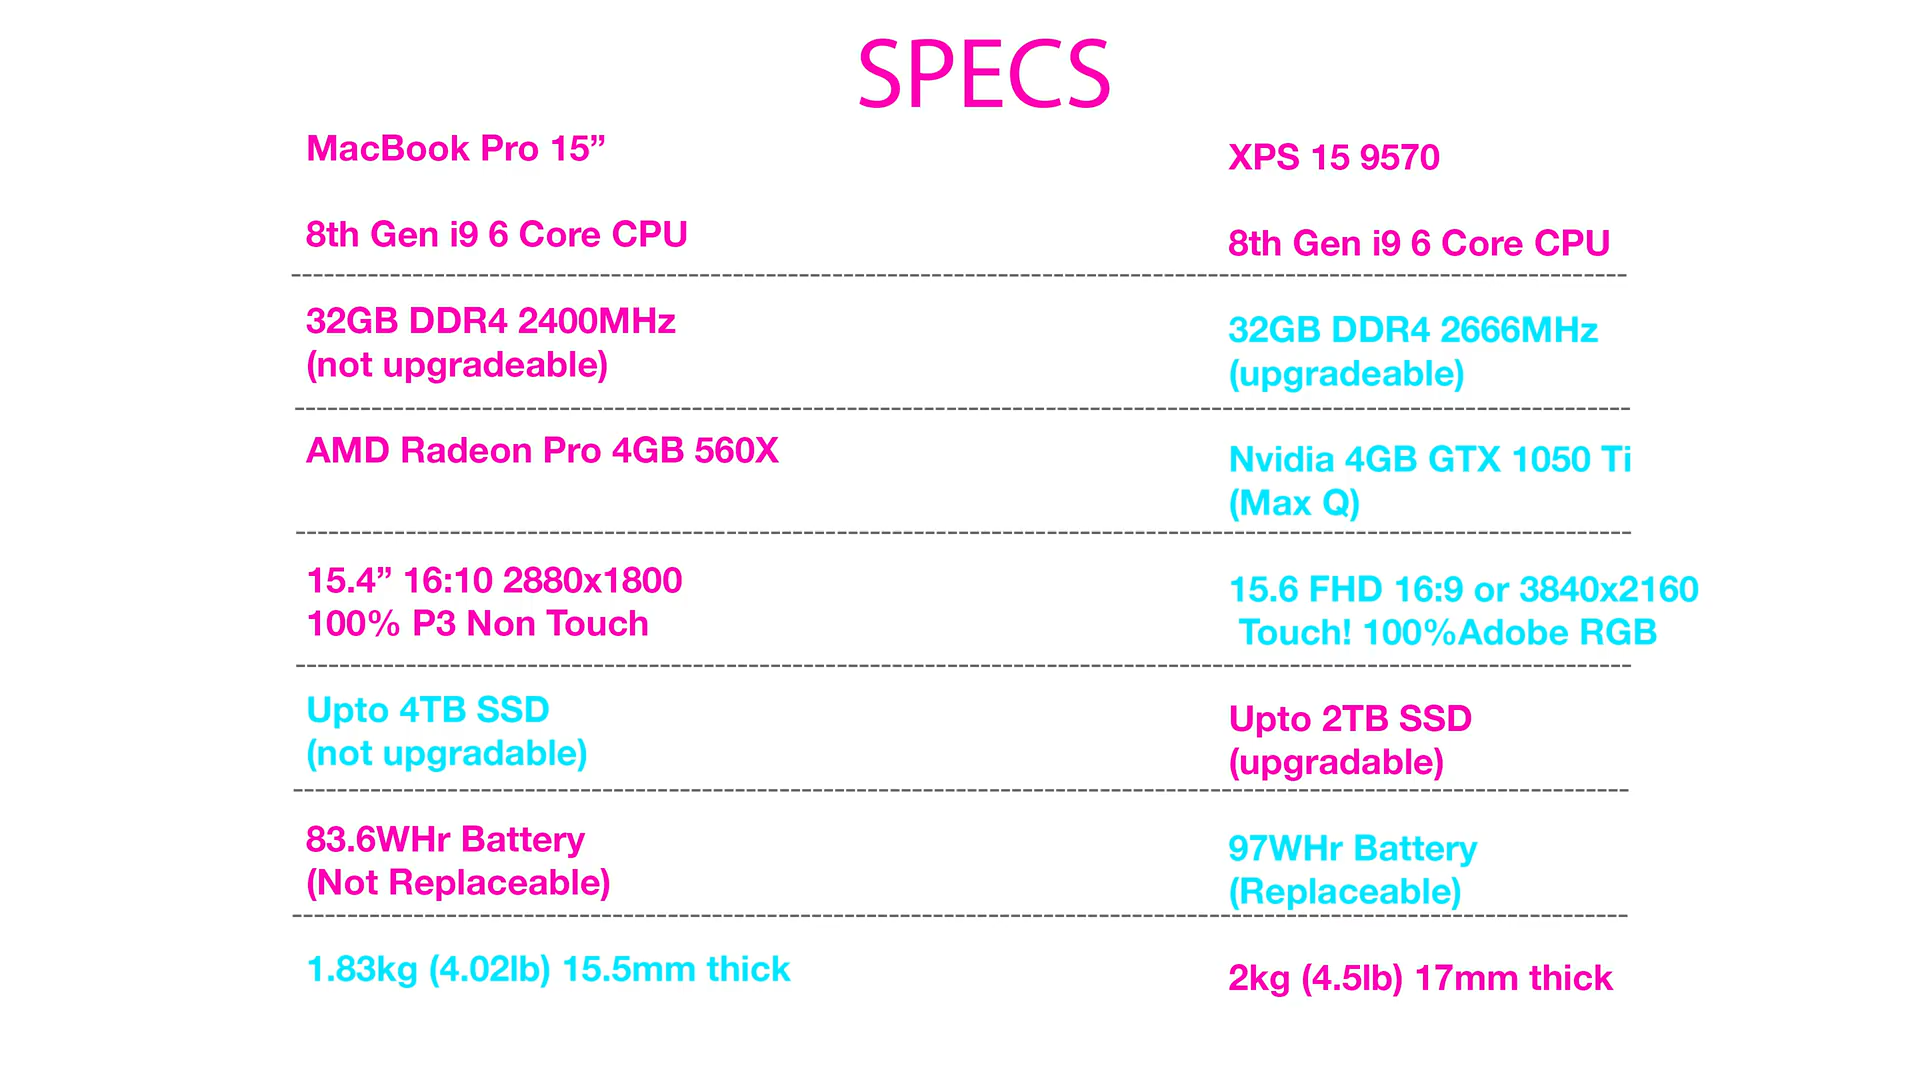 SPECS
MacBook Pro 15”
XPS 15 9570
8th Gen i9 6 Core CPU
8th Gen i9 6 Core CPU
32GB DDR4 2400MHz
(not upgradeable)
32GB DDR4 2666MHz
(upgradeable)
AMD Radeon Pro 4GB 560X
Nvidia 4GB GTX 1050 Ti
(Max Q)
15.4” 16:10 2880x1800
100% P3 Non Touch
15.6 FHD 16:9 or 3840x2160
Touch! 100%Adobe RGB
Upto 4TB SSD
(not upgradable)
Upto 2TB SSD
(upgradable)
83.6WHr Battery
(Not Replaceable)
97WHr Battery
(Replaceable)
1.83kg (4.02lb) 15.5mm thick
2kg (4.5lb) 17mm thick